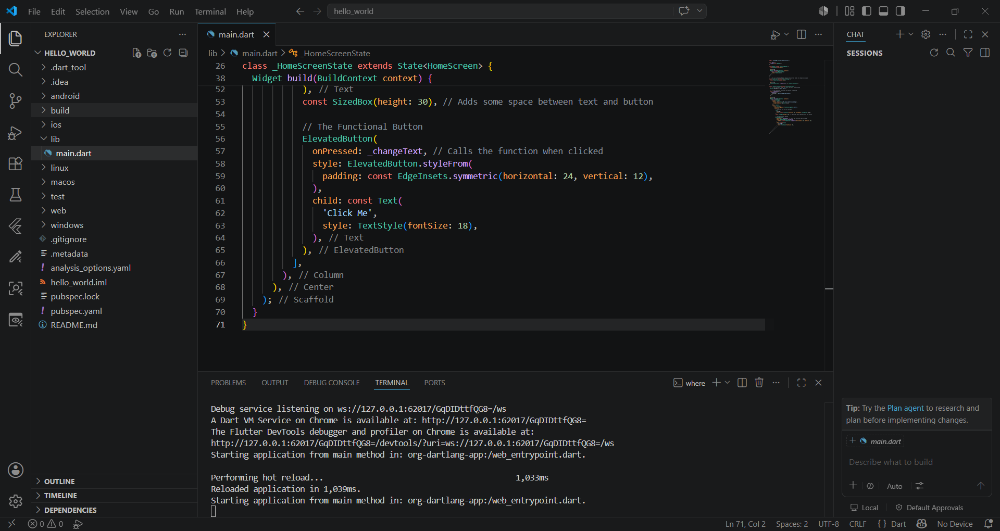 File Edit Selection View Go Run Terminal Help
hello_world
EXPLORER
HELLO_WORLD
.dart_tool
.idea
android
build
ios
lib
main.dart
linux
macos
test
web
windows
.gitignore
.metadata
analysis_options.yaml
hello_world.iml
pubspec.lock
pubspec.yaml
README.md
OUTLINE
TIMELINE
DEPENDENCIES
main.dart
lib > main.dart > _HomeScreenState
26 class _HomeScreenState extends State<HomeScreen> {
38 Widget build(BuildContext context) {
52 ), // Text
53 const SizedBox(height: 30), // Adds some space between text and button
54
55 // The Functional Button
56 ElevatedButton(
57 onPressed: _changeText, // Calls the function when clicked
58 style: ElevatedButton.styleFrom(
59 padding: const EdgeInsets.symmetric(horizontal: 24, vertical: 12),
60 ),
61 child: const Text(
62 'Click Me',
63 style: TextStyle(fontSize: 18),
64 ), // Text
65 ), // ElevatedButton
66 ],
67 ), // Column
68 ), // Center
69 ); // Scaffold
70 }
71 }
PROBLEMS OUTPUT DEBUG CONSOLE TERMINAL PORTS
where
Debug service listening on ws://127.0.0.1:62017/GqDIDttfQG8=/ws
A Dart VM Service on Chrome is available at: http://127.0.0.1:62017/GqDIDttfQG8=
The Flutter DevTools debugger and profiler on Chrome is available at:
http://127.0.0.1:62017/GqDIDttfQG8=/devtools/?uri=ws://127.0.0.1:62017/GqDIDttfQG8=/ws
Starting application from main method in: org-dartlang-app:/web_entrypoint.dart.
Performing hot reload... 1,033ms
Reloaded application in 1,039ms.
Starting application from main method in: org-dartlang-app:/web_entrypoint.dart.
CHAT
SESSIONS
Tip: Try the Plan agent to research and
plan before implementing changes.
main.dart
Describe what to build
Auto
Local Default Approvals
0 0
Ln 71, Col 2 Spaces: 2 UTF-8 CRLF { } Dart No Device